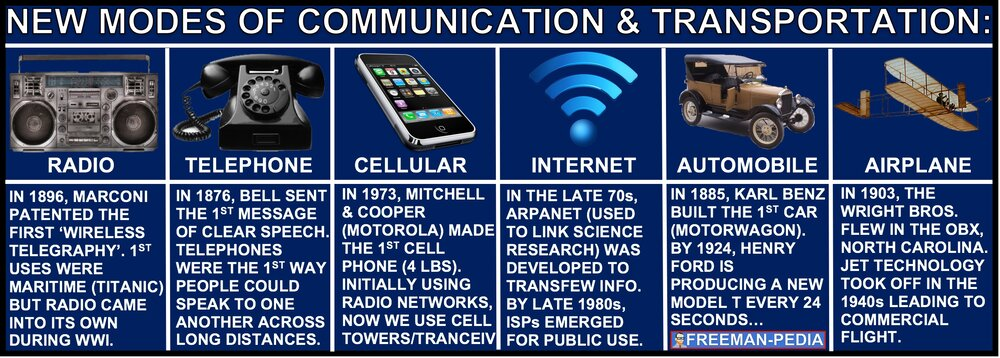 NEW MODES OF COMMUNICATION & TRANSPORTATION:
RADIO
IN 1896, MARCONI
PATENTED THE
FIRST ‘WIRELESS
TELEGRAPHY’. 1ST
USES WERE
MARITIME (TITANIC)
BUT RADIO CAME
INTO ITS OWN
DURING WWI.
TELEPHONE
IN 1876, BELL SENT
THE 1ST MESSAGE
OF CLEAR SPEECH.
TELEPHONES
WERE THE 1ST WAY
PEOPLE COULD
SPEAK TO ONE
ANOTHER ACROSS
LONG DISTANCES.
CELLULAR
IN 1973, MITCHELL
& COOPER
(MOTOROLA) MADE
THE 1ST CELL
PHONE (4 LBS).
INITIALLY USING
RADIO NETWORKS,
NOW WE USE CELL
TOWERS/TRANCEIV
INTERNET
IN THE LATE 70s,
ARPANET (USED
TO LINK SCIENCE
RESEARCH) WAS
DEVELOPED TO
TRANSFEW INFO.
BY LATE 1980s,
ISPs EMERGED
FOR PUBLIC USE.
AUTOMOBILE
IN 1885, KARL BENZ
BUILT THE 1ST CAR
(MOTORWAGON).
BY 1924, HENRY
FORD IS
PRODUCING A NEW
MODEL T EVERY 24
SECONDS...
FREEMAN-PEDIA
AIRPLANE
IN 1903, THE
WRIGHT BROS.
FLEW IN THE OBX,
NORTH CAROLINA.
JET TECHNOLOGY
TOOK OFF IN THE
1940s LEADING TO
COMMERCIAL
FLIGHT.